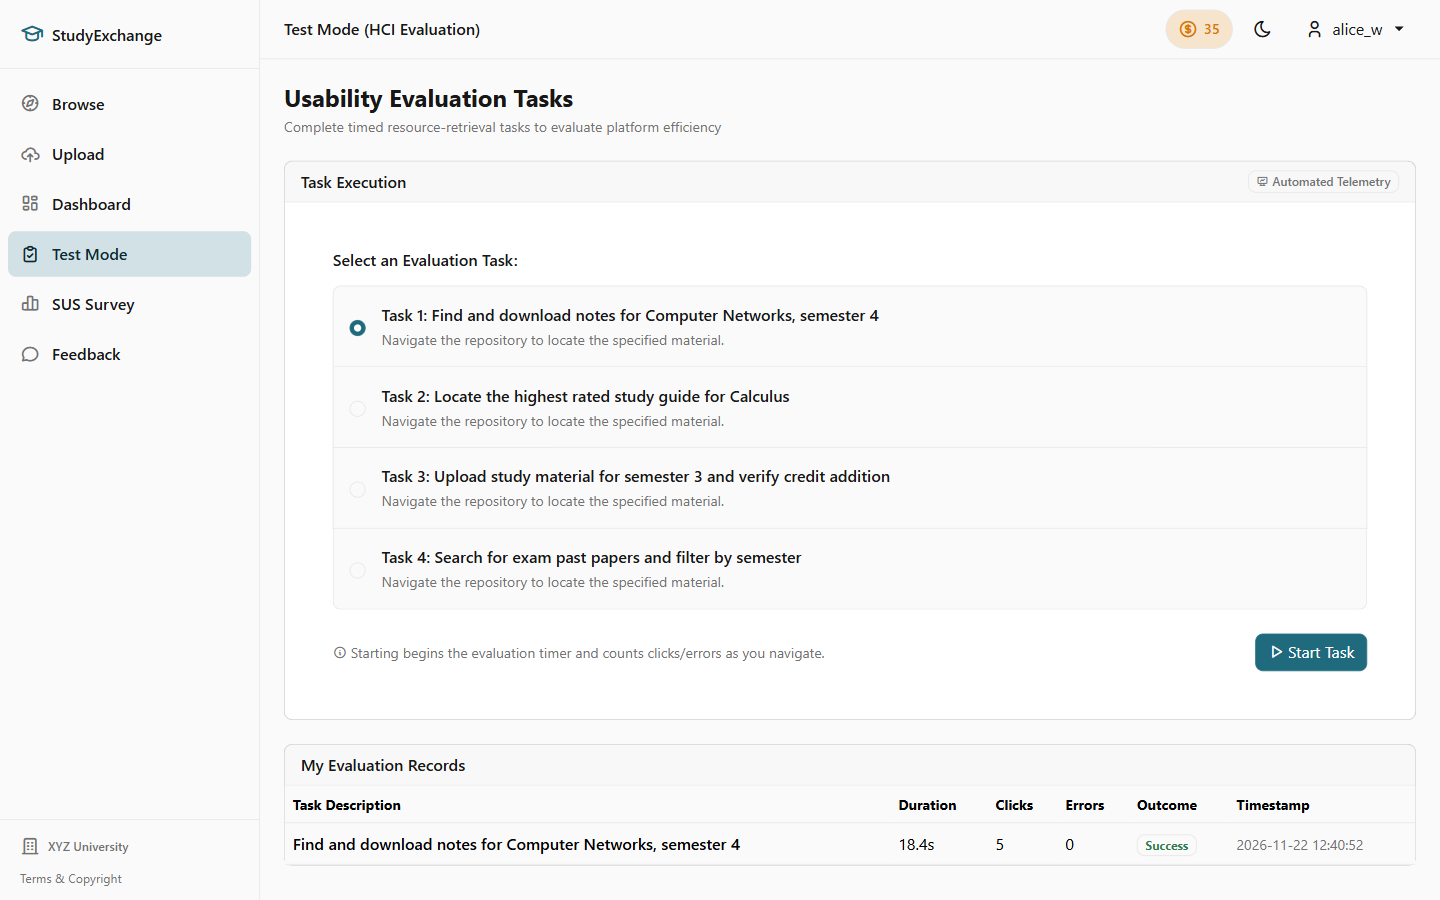 StudyExchange
Test Mode (HCI Evaluation)
35
alice_w
Browse
Upload
Dashboard
Test Mode
SUS Survey
Feedback
XYZ University
Terms & Copyright
Usability Evaluation Tasks
Complete timed resource-retrieval tasks to evaluate platform efficiency
Task Execution
Automated Telemetry
Select an Evaluation Task:
Task 1: Find and download notes for Computer Networks, semester 4
Navigate the repository to locate the specified material.
Task 2: Locate the highest rated study guide for Calculus
Navigate the repository to locate the specified material.
Task 3: Upload study material for semester 3 and verify credit addition
Navigate the repository to locate the specified material.
Task 4: Search for exam past papers and filter by semester
Navigate the repository to locate the specified material.
Starting begins the evaluation timer and counts clicks/errors as you navigate.
Start Task
My Evaluation Records
Task Description Duration Clicks Errors Outcome Timestamp
Find and download notes for Computer Networks, semester 4 18.4s 5 0 Success 2026-11-22 12:40:52